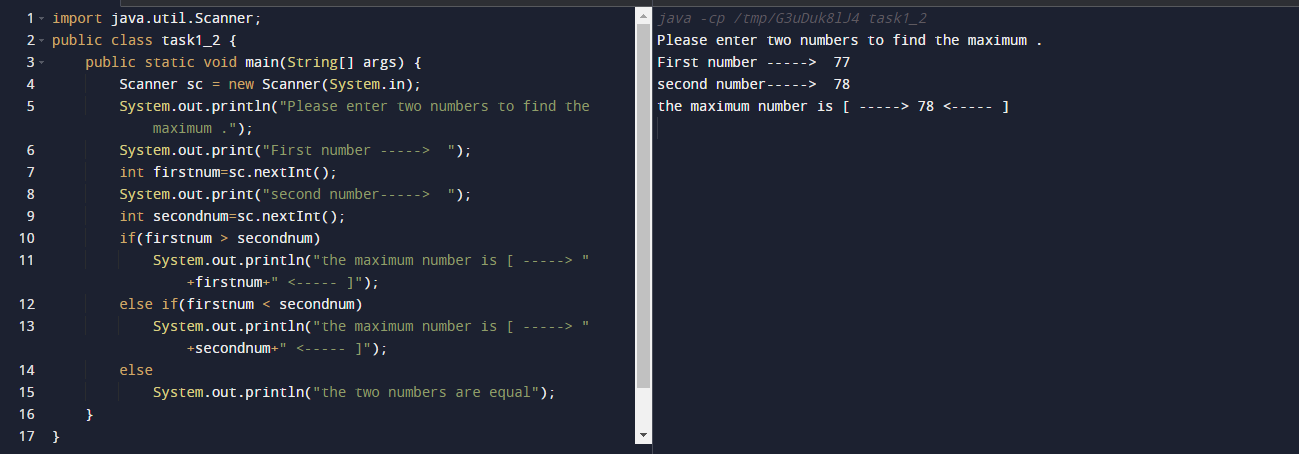 1 import java.util.Scanner;
2 public class task1_2 {
3 public static void main(String[] args) {
4 Scanner sc = new Scanner(System.in);
5 System.out.println("Please enter two numbers to find the
maximum .");
6 System.out.print("First number ----->  ");
7 int firstnum=sc.nextInt();
8 System.out.print("second number----->  ");
9 int secondnum=sc.nextInt();
10 if(firstnum > secondnum)
11 System.out.println("the maximum number is [ -----> "
+firstnum+" <----- ]");
12 else if(firstnum < secondnum)
13 System.out.println("the maximum number is [ -----> "
+secondnum+" <----- ]");
14 else
15 System.out.println("the two numbers are equal");
16 }
17 }
java -cp /tmp/G3uDuk8lJ4 task1_2
Please enter two numbers to find the maximum .
First number ----->  77
second number----->  78
the maximum number is [ -----> 78 <----- ]